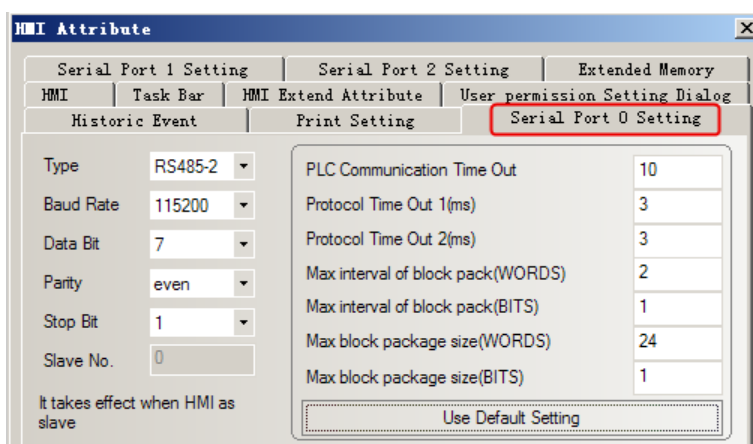 HMI Attribute
Serial Port 1 Setting Serial Port 2 Setting Extended Memory
HMI Task Bar HMI Extend Attribute User permission Setting Dialog
Historic Event Print Setting Serial Port 0 Setting
Type RS485-2
Baud Rate 115200
Data Bit 7
Parity even
Stop Bit 1
Slave No. 0
It takes effect when HMI as
slave
PLC Communication Time Out 10
Protocol Time Out 1(ms) 3
Protocol Time Out 2(ms) 3
Max interval of block pack(WORDS) 2
Max interval of block pack(BITS) 1
Max block package size(WORDS) 24
Max block package size(BITS) 1
Use Default Setting